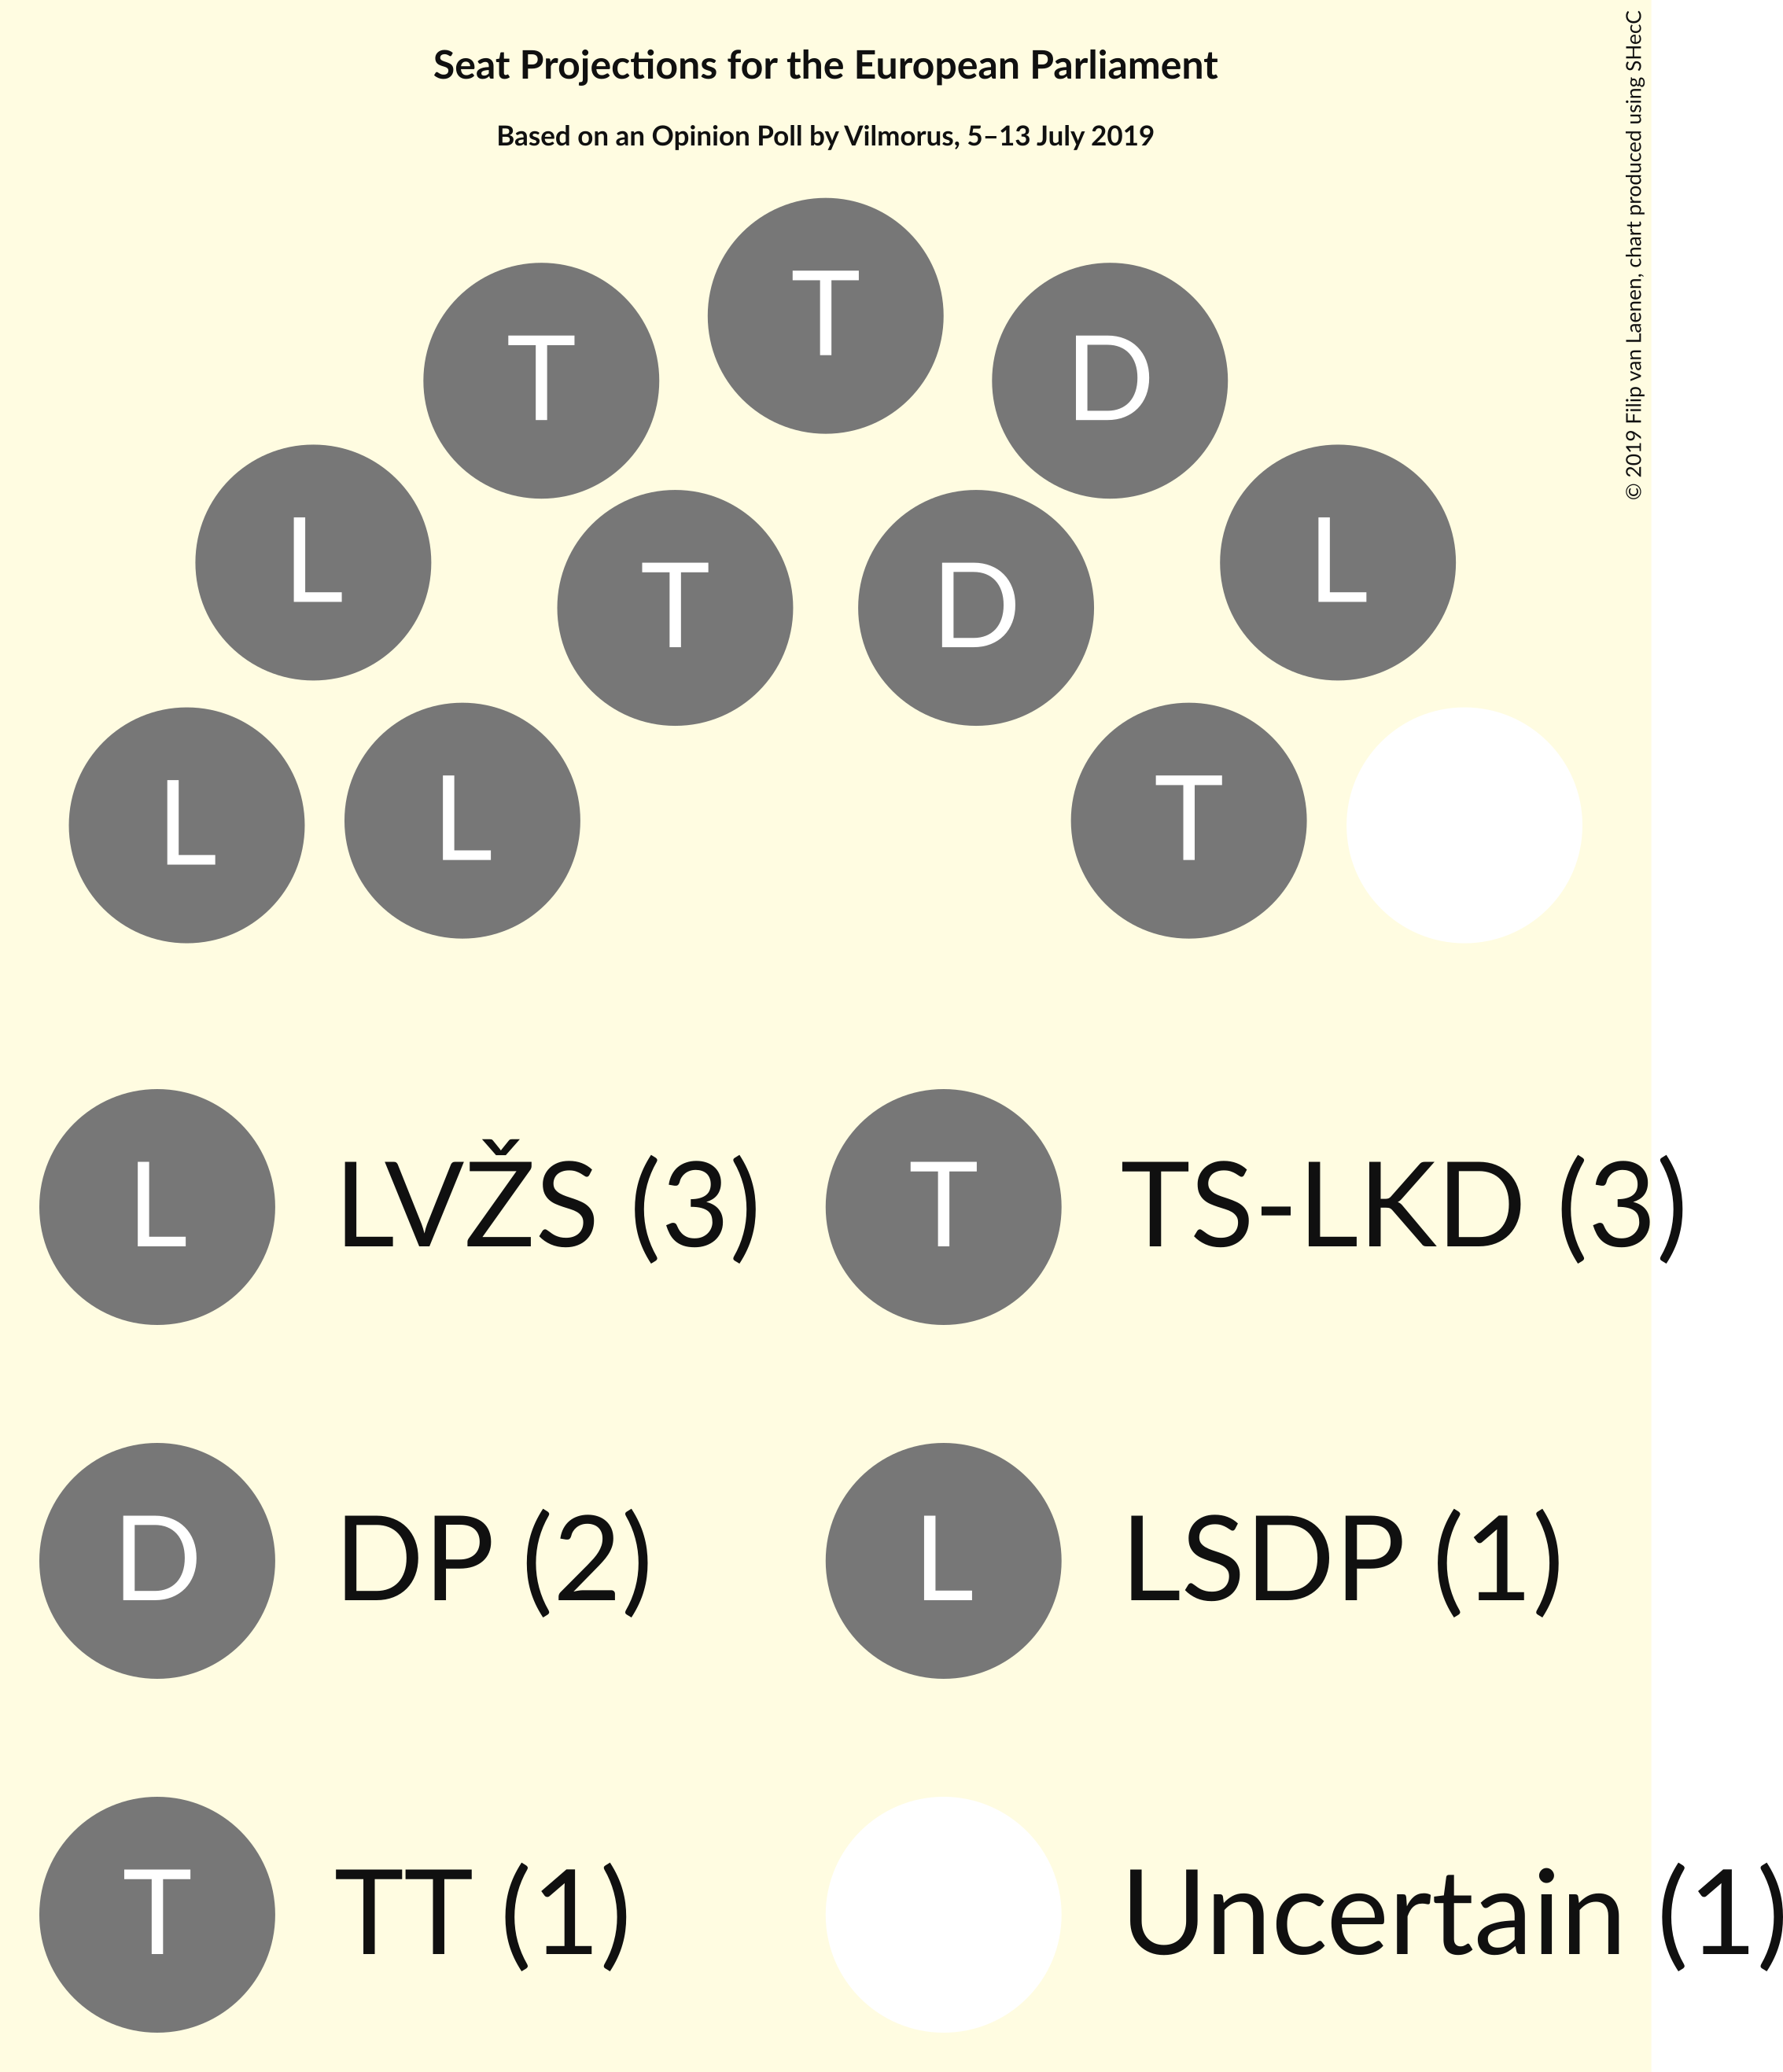 Seat Projections for the European Parliament
Based on an Opinion Poll by Vilmorus, 5–13 July 2019
© 2019 Filip van Laenen, chart produced using SHecC
T
T
D
L
T
D
L
L
L
T
L LVŽS (3)
T TS-LKD (3)
D DP (2)
L LSDP (1)
T TT (1)
Uncertain (1)